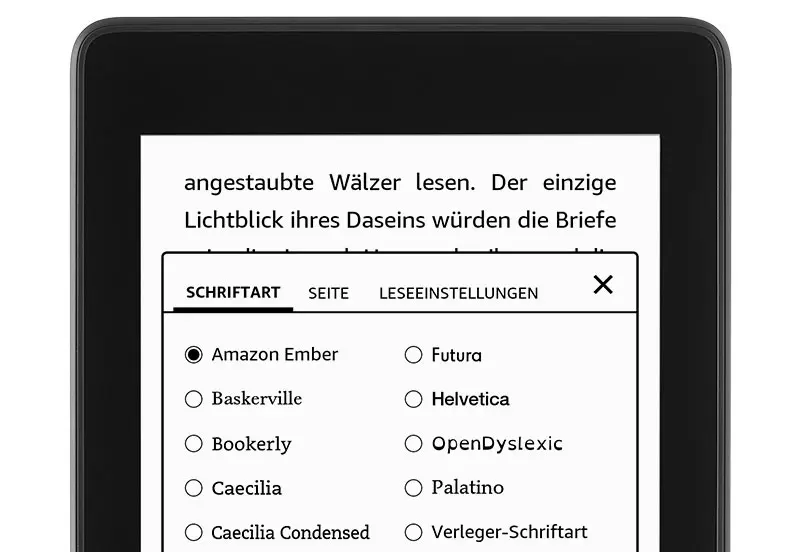 angestaubte Wälzer lesen. Der einzige
Lichtblick ihres Daseins würden die Briefe
SCHRIFTART SEITE LESEEINSTELLUNGEN
Amazon Ember Futura
Baskerville Helvetica
Bookerly OpenDyslexic
Caecilia Palatino
Caecilia Condensed Verleger-Schriftart